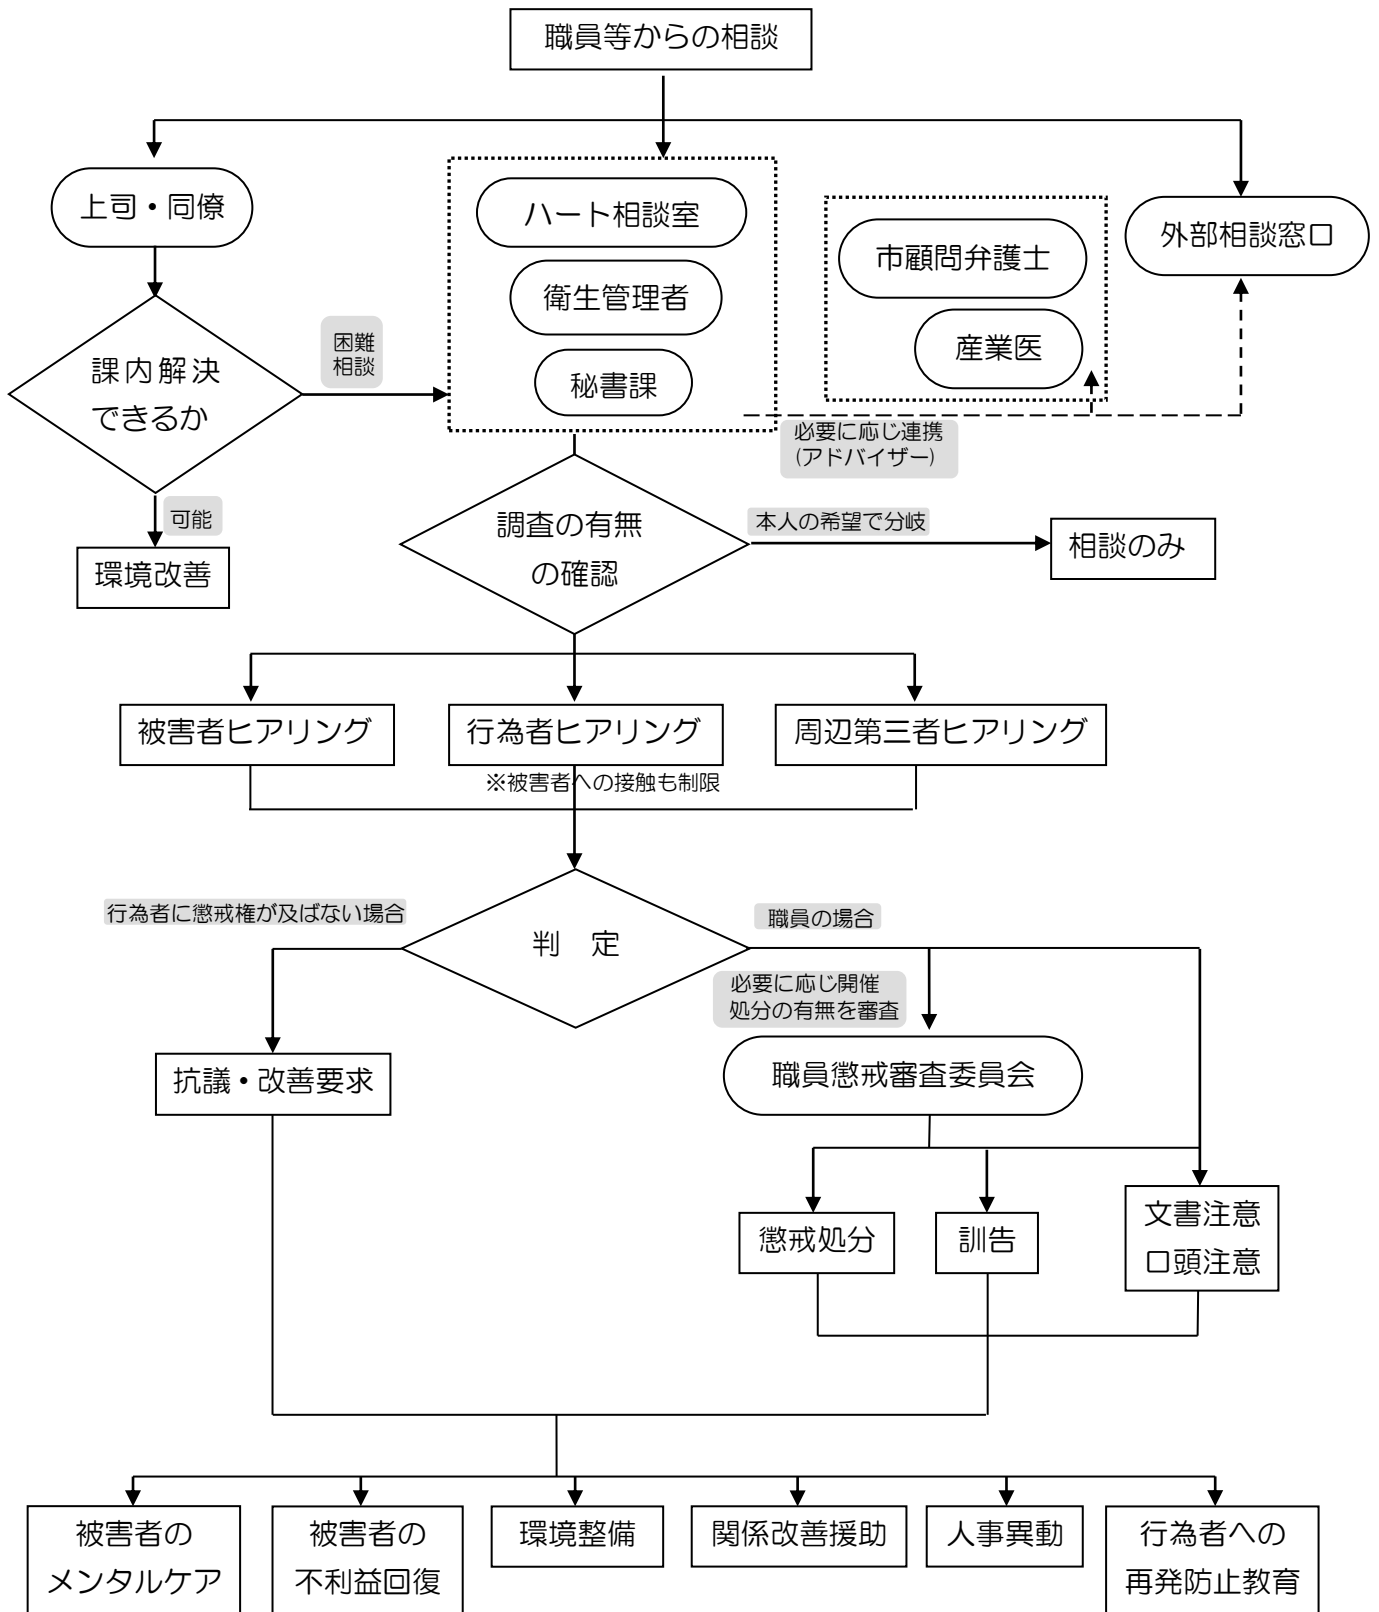 職員等からの相談
上司・同僚
ハート相談室
衛生管理者
秘書課
市顧問弁護士
産業医
外部相談窓口
課内解決
できるか
困難
相談
必要に応じ連携
(アドバイザー)
可能
環境改善
調査の有無
の確認
本人の希望で分岐
相談のみ
被害者ヒアリング
行為者ヒアリング
周辺第三者ヒアリング
※被害者への接触も制限
行為者に懲戒権が及ばない場合
判　定
職員の場合
必要に応じ開催
処分の有無を審査
抗議・改善要求
職員懲戒審査委員会
懲戒処分
訓告
文書注意
口頭注意
被害者の
メンタルケア
被害者の
不利益回復
環境整備
関係改善援助
人事異動
行為者への
再発防止教育